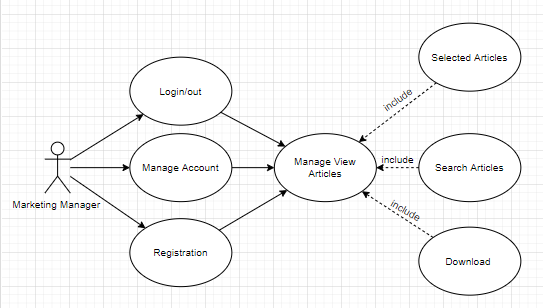 Selected Articles
Login/out
include
Manage Account
Manage View
Articles
include
Search Articles
Marketing Manager
include
Registration
Download